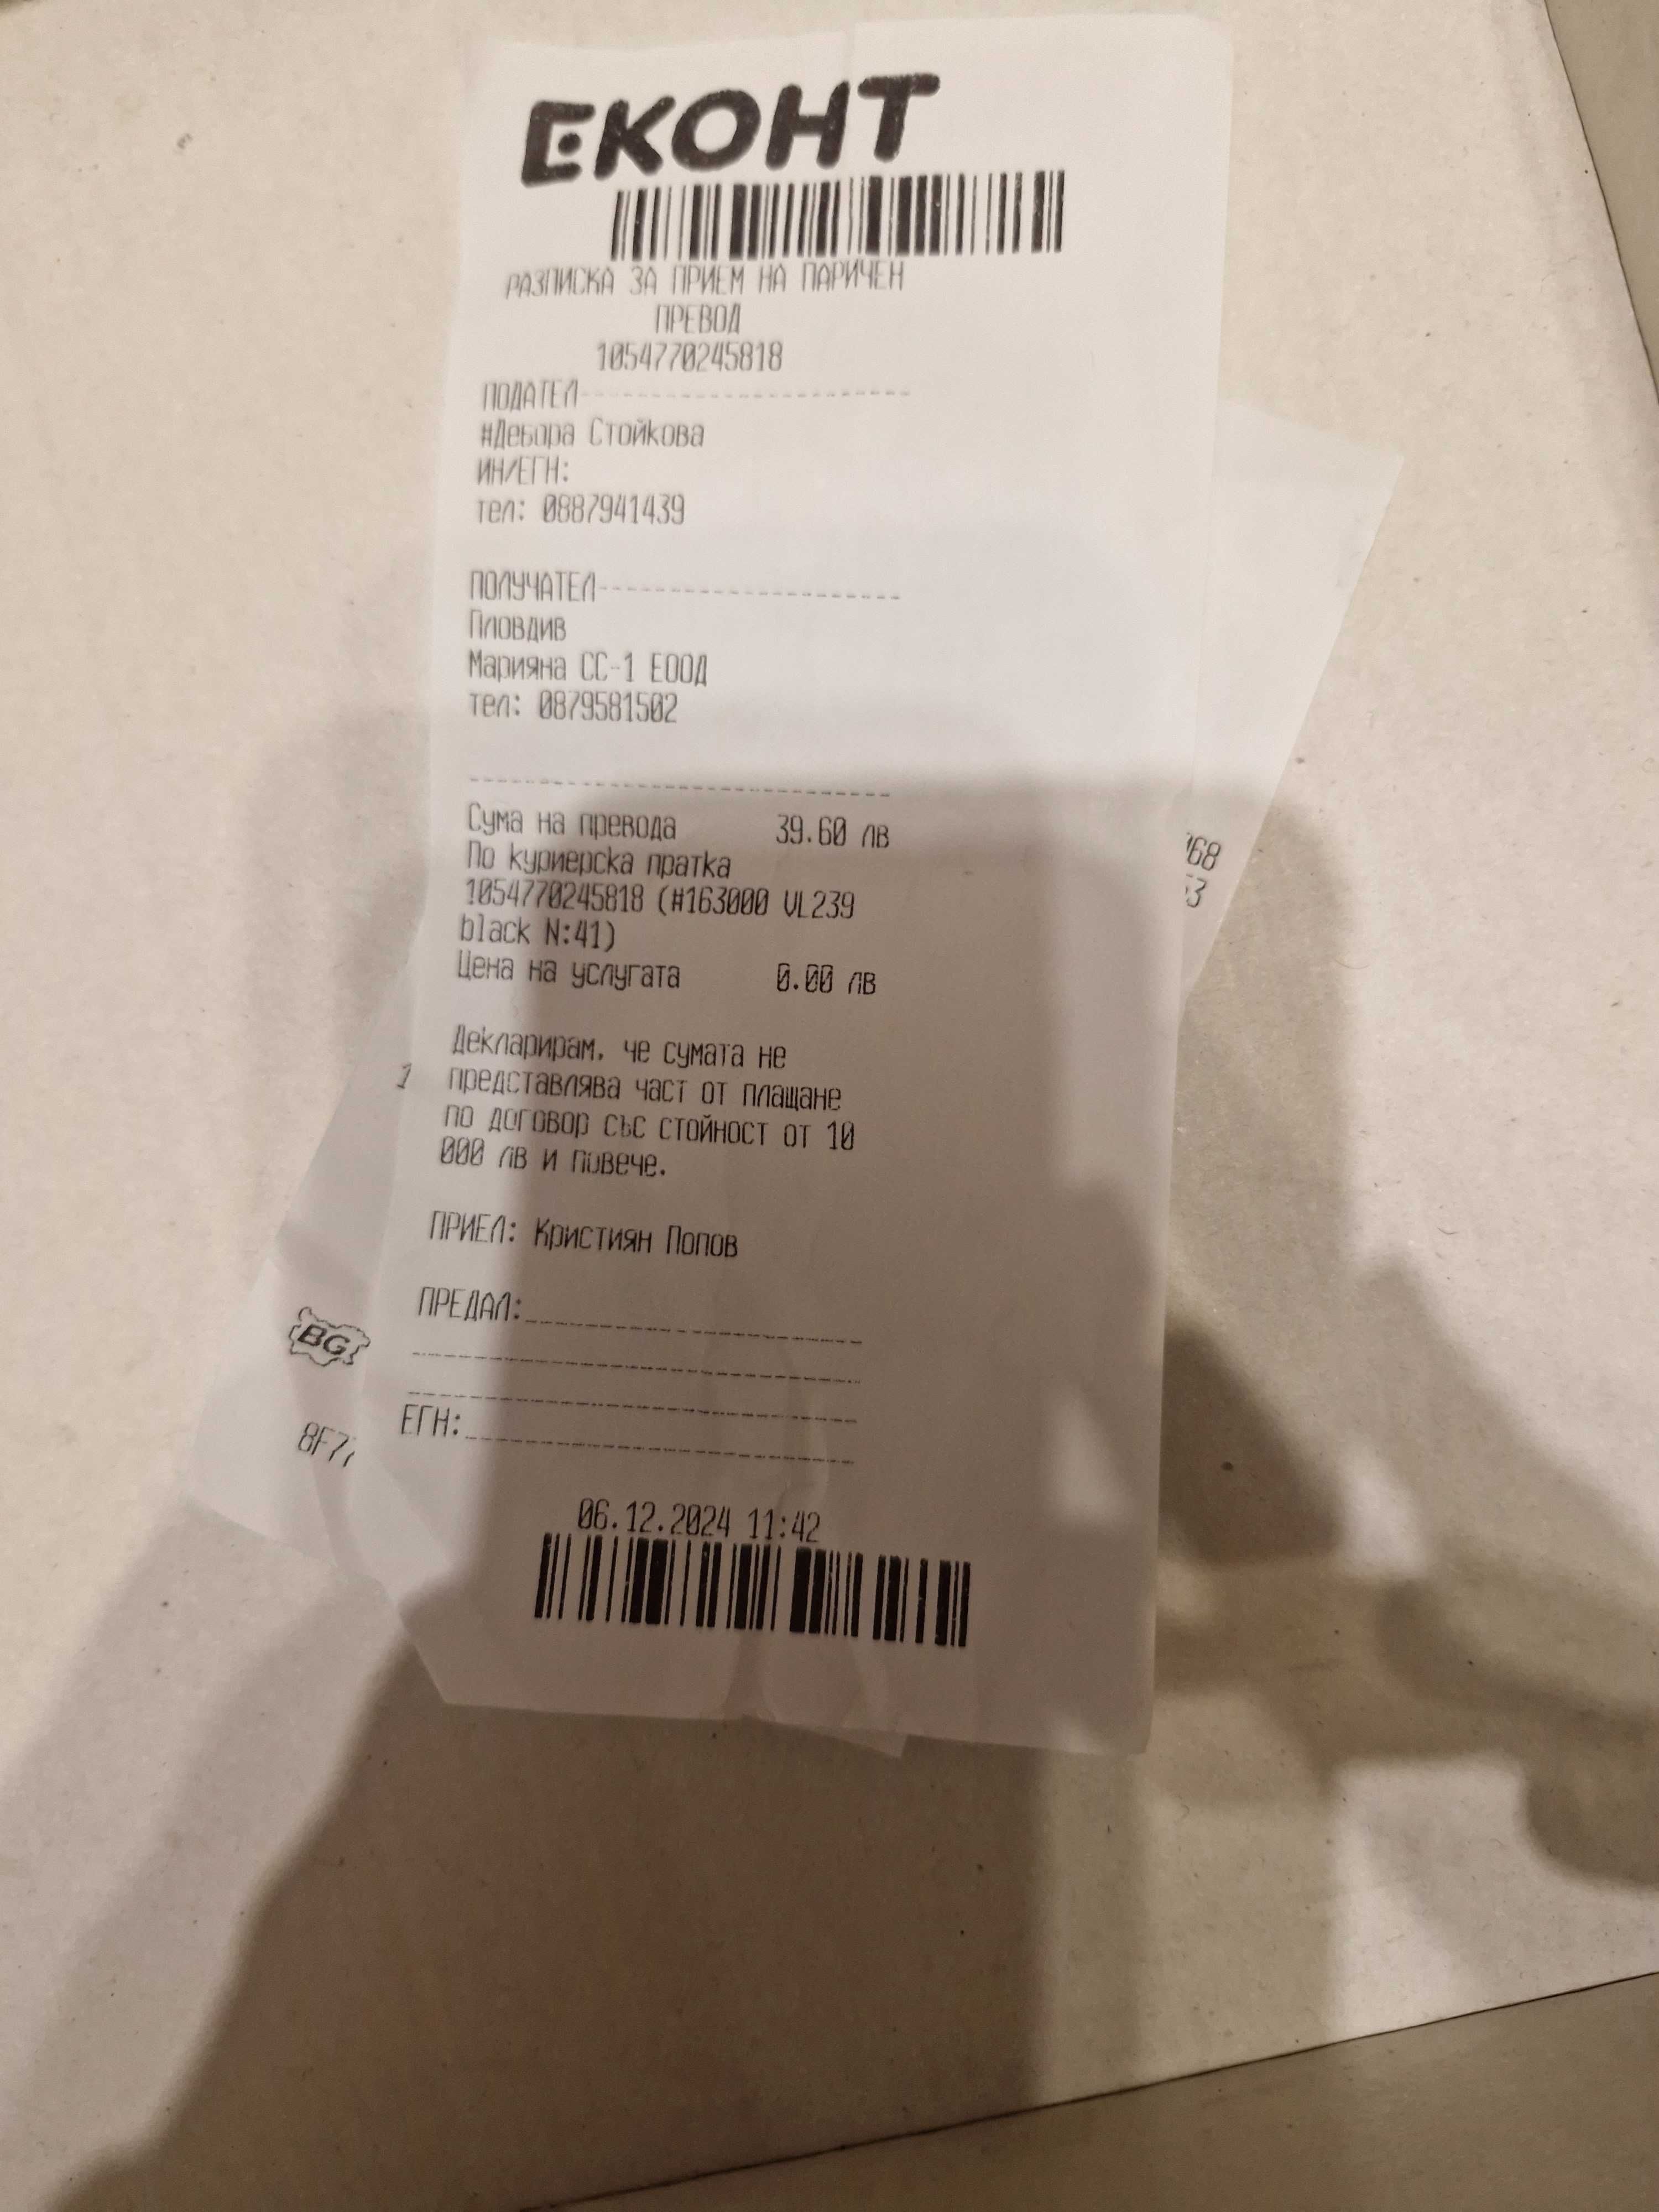 ЕКОНТ
РАЗПИСКА ЗА ПРИЕМ НА ПАРИЧЕН
ПРЕВОД
1054770245818
ПОДАТЕЛ
#Дебора Стойкова
ИН/ЕГН:
тел: 0887941439
ПОЛУЧАТЕЛ
Пловдив
Марияна СС-1 ЕООД
тел: 0879581502
Сума на превода 39.60 лв
По куриерска пратка
1054770245818 (#163000 VL239
black N:41)
Цена на услугата 0.00 лв
Декларирам, че сумата не
представлява част от плащане
по договор със стойност от 10
000 лв и повече.
ПРИЕЛ: Кристиян Попов
ПРЕДАЛ:
ЕГН:
06.12.2024 11:42
68
1
BG
8F7